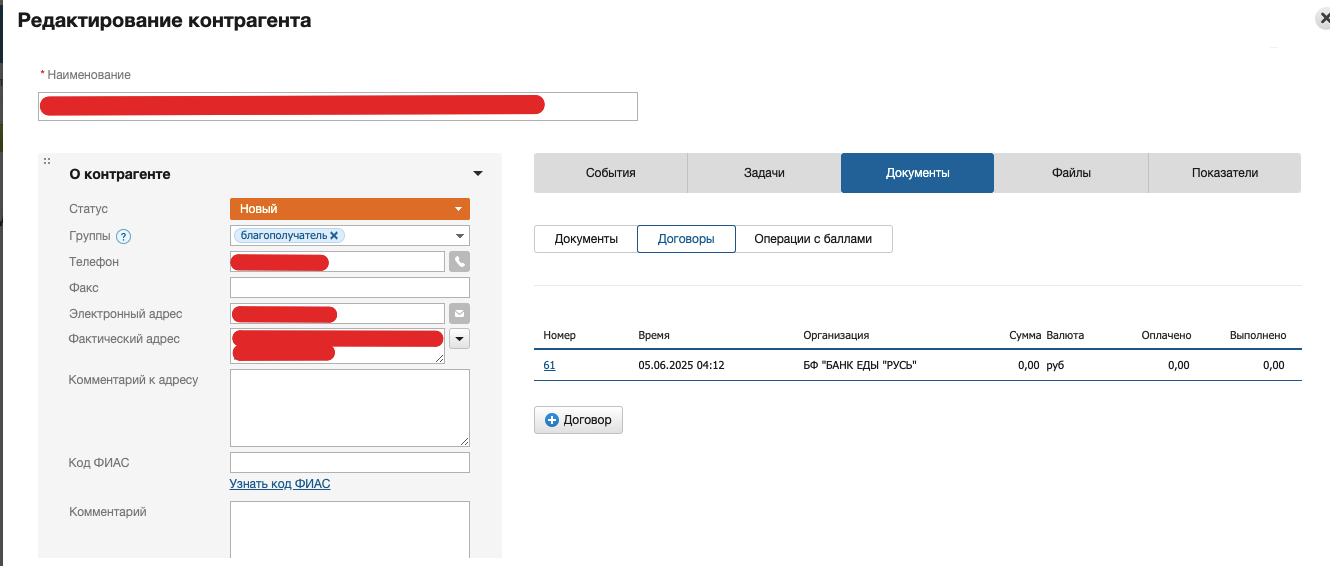 Редактирование контрагента
* Наименование
О контрагенте
Статус
Новый
Группы ?
благополучатель
Телефон
Факс
Электронный адрес
Фактический адрес
Комментарий к адресу
Код ФИАС
Узнать код ФИАС
Комментарий
События Задачи Документы Файлы Показатели
Документы Договоры Операции с баллами
Номер Время Организация Сумма Валюта Оплачено Выполнено
61 05.06.2025 04:12 БФ "БАНК ЕДЫ "РУСЬ" 0,00 руб 0,00 0,00
Договор